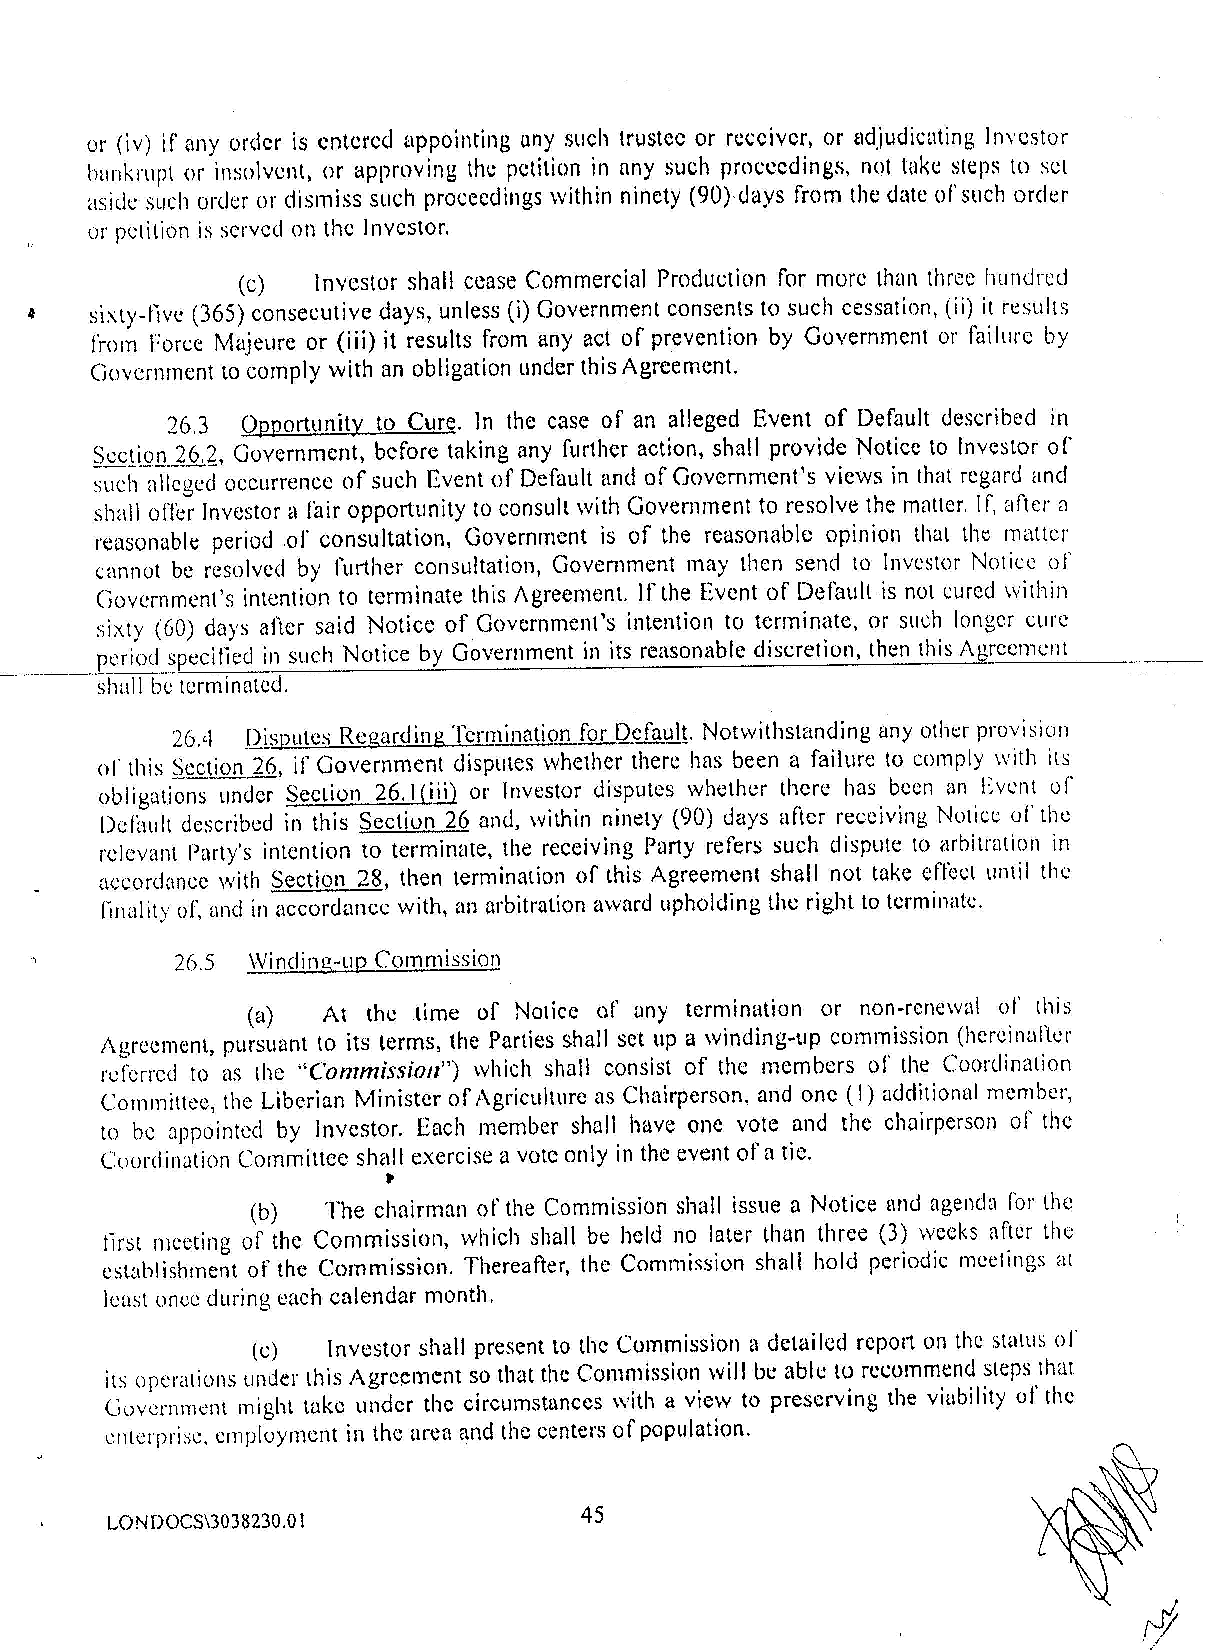 or (iv) if any order is entered appointing any such trustee or receiver, or adjudicating Investor
bankrupt or insolvent, or approving the petition in any such proceedings, not take steps to set
aside such order or dismiss such proceedings within ninety (90) days from the date of such order
or petition is served on the Investor.
(c) Investor shall cease Commercial Production for more than three hundred
sixty-five (365) consecutive days, unless (i) Government consents to such cessation, (ii) it results
from Force Majeure or (iii) it results from any act of prevention by Government or failure by
Government to comply with an obligation under this Agreement.
26.3 Opportunity to Cure. In the case of an alleged Event of Default described in
Section 26.2, Government, before taking any further action, shall provide Notice to Investor of
such alleged occurrence of such Event of Default and of Government's views in that regard and
shall offer Investor a fair opportunity to consult with Government to resolve the matter. If, after a
reasonable period of consultation, Government is of the reasonable opinion that the matter
cannot be resolved by further consultation, Government may then send to Investor Notice of
Government's intention to terminate this Agreement. If the Event of Default is not cured within
sixty (60) days after said Notice of Government's intention to terminate, or such longer cure
period specified in such Notice by Government in its reasonable discretion, then this Agreement
shall be terminated.
26.4 Disputes Regarding Termination for Default. Notwithstanding any other provision
of this Section 26, if Government disputes whether there has been a failure to comply with its
obligations under Section 26.1(iii) or Investor disputes whether there has been an Event of
Default described in this Section 26 and, within ninety (90) days after receiving Notice of the
relevant Party's intention to terminate, the receiving Party refers such dispute to arbitration in
accordance with Section 28, then termination of this Agreement shall not take effect until the
finality of, and in accordance with, an arbitration award upholding the right to terminate.
26.5 Winding-up Commission
(a) At the time of Notice of any termination or non-renewal of this
Agreement, pursuant to its terms, the Parties shall set up a winding-up commission (hereinafter
referred to as the "Commission") which shall consist of the members of the Coordination
Committee, the Liberian Minister of Agriculture as Chairperson, and one (1) additional member,
to be appointed by Investor. Each member shall have one vote and the chairperson of the
Coordination Committee shall exercise a vote only in the event of a tie.
(b) The chairman of the Commission shall issue a Notice and agenda for the
first meeting of the Commission, which shall be held no later than three (3) weeks after the
establishment of the Commission. Thereafter, the Commission shall hold periodic meetings at
least once during each calendar month.
(c) Investor shall present to the Commission a detailed report on the status of
its operations under this Agreement so that the Commission will be able to recommend steps that
Government might take under the circumstances with a view to preserving the viability of the
enterprise, employment in the area and the centers of population.
LONDOCS\3038230.01 45